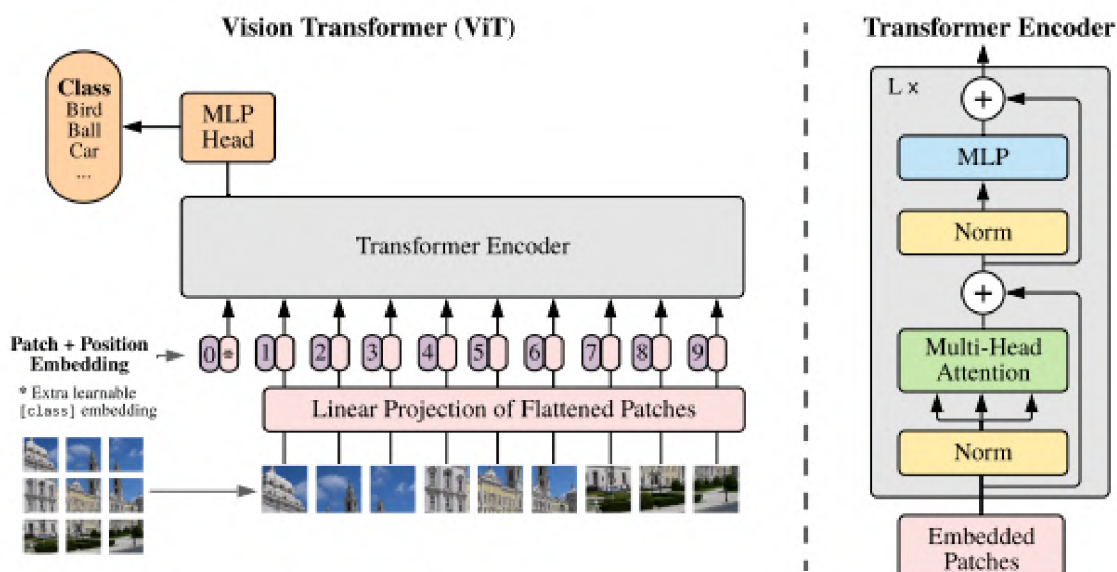 Vision Transformer (ViT)
Class
Bird
Ball
Car
...
MLP
Head
Transformer Encoder
Patch + Position
Embedding
* Extra learnable
[class] embedding
0 * 1 2 3 4 5 6 7 8 9
Linear Projection of Flattened Patches
Transformer Encoder
L x
+
MLP
Norm
+
Multi-Head
Attention
Norm
Embedded
Patches